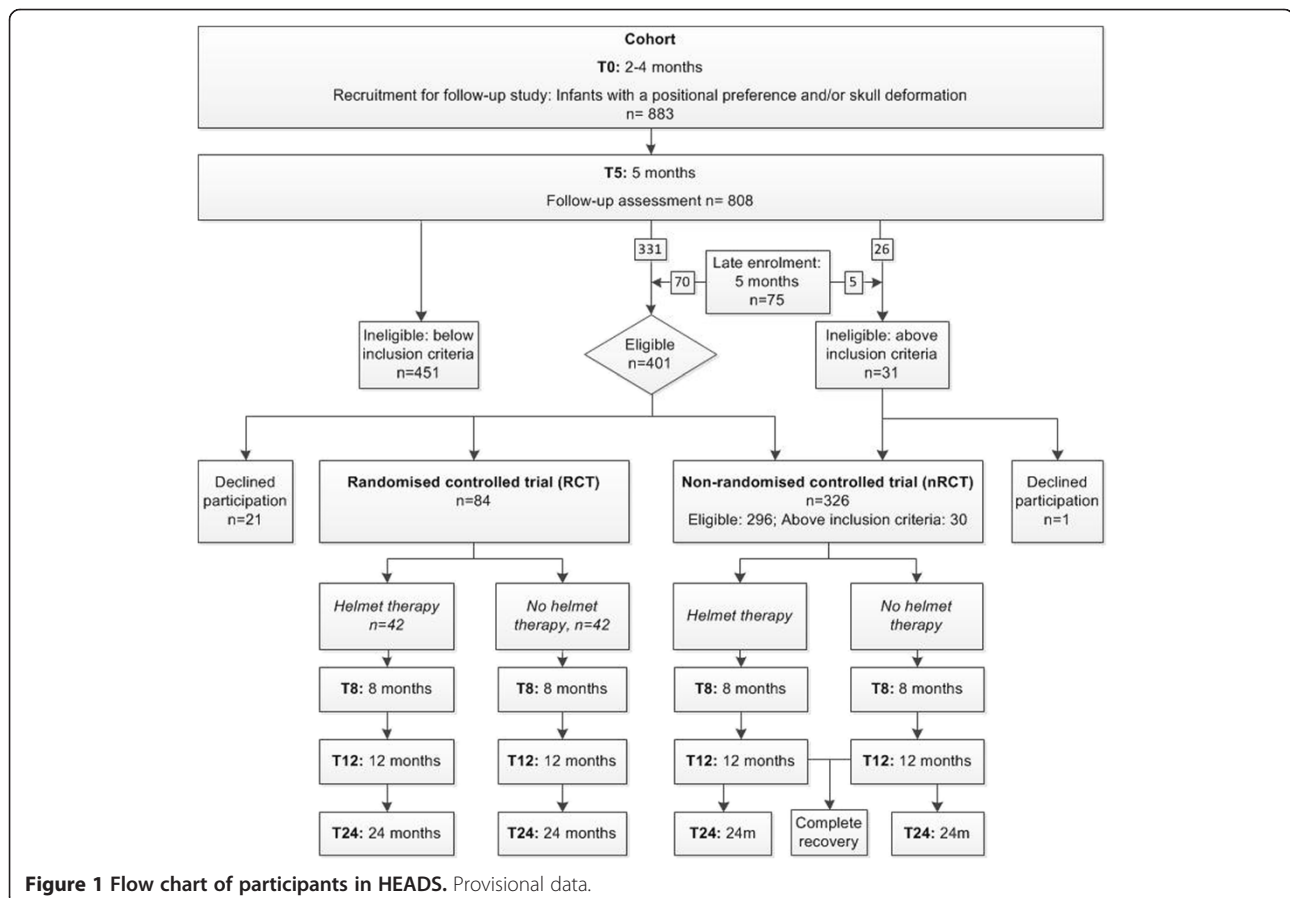 Cohort
T0: 2-4 months
Recruitment for follow-up study: Infants with a positional preference and/or skull deformation
n= 883
T5: 5 months
Follow-up assessment n= 808
331
26
Late enrolment:
5 months
n=75
70
5
Ineligible: below
inclusion criteria
n=451
Eligible
n=401
Ineligible: above
inclusion criteria
n=31
Declined
participation
n=21
Randomised controlled trial (RCT)
n=84
Non-randomised controlled trial (nRCT)
n=326
Eligible: 296; Above inclusion criteria: 30
Declined
participation
n=1
Helmet therapy
n=42
No helmet
therapy, n=42
Helmet therapy
No helmet
therapy
T8: 8 months
T8: 8 months
T8: 8 months
T8: 8 months
T12: 12 months
T12: 12 months
T12: 12 months
T12: 12 months
T24: 24 months
T24: 24 months
T24: 24m
Complete
recovery
T24: 24m
Figure 1 Flow chart of participants in HEADS. Provisional data.